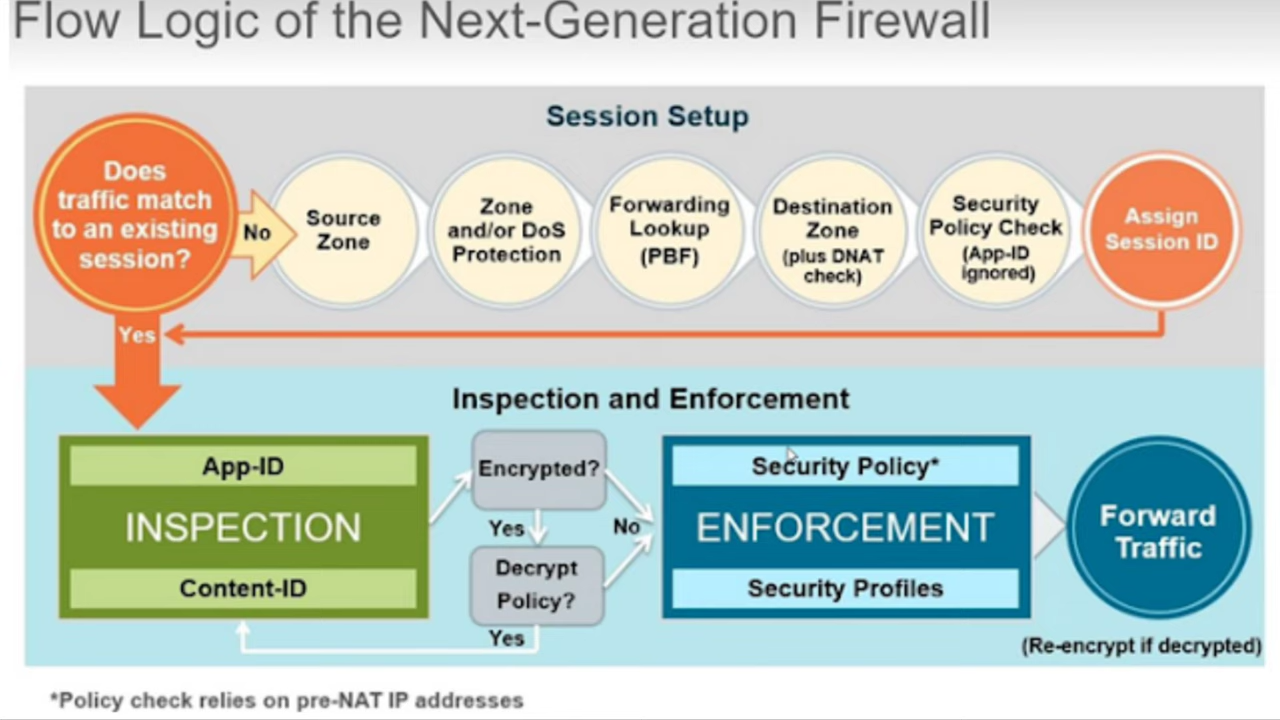 Flow Logic of the Next-Generation Firewall
Session Setup
Does
traffic match
to an existing
session?
No
Source
Zone
Zone
and/or DoS
Protection
Forwarding
Lookup
(PBF)
Destination
Zone
(plus DNAT
check)
Security
Policy Check
(App-ID
ignored)
Assign
Session ID
Yes
Inspection and Enforcement
App-ID
INSPECTION
Content-ID
Encrypted?
Yes
No
Decrypt
Policy?
Yes
Security Policy*
ENFORCEMENT
Security Profiles
Forward
Traffic
(Re-encrypt if decrypted)
*Policy check relies on pre-NAT IP addresses